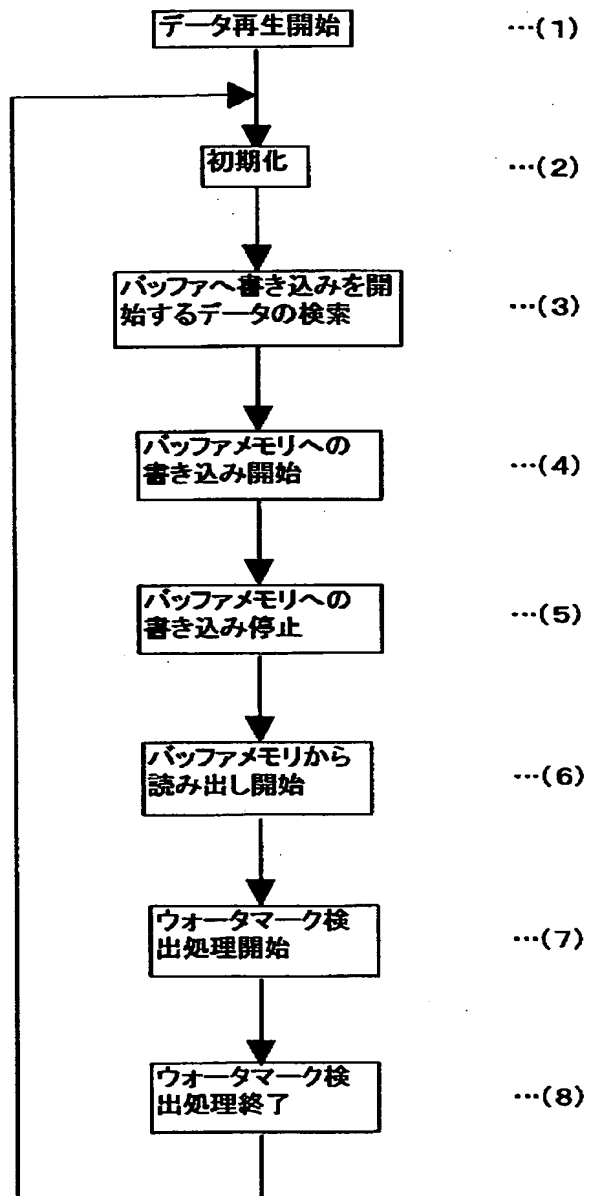 データ再生開始 …(1)
初期化 …(2)
バッファへ書き込みを開 …(3)
始するデータの検索
バッファメモリへの …(4)
書き込み開始
バッファメモリへの …(5)
書き込み停止
バッファメモリから …(6)
読み出し開始
ウォータマーク検 …(7)
出処理開始
ウォータマーク検 …(8)
出処理終了